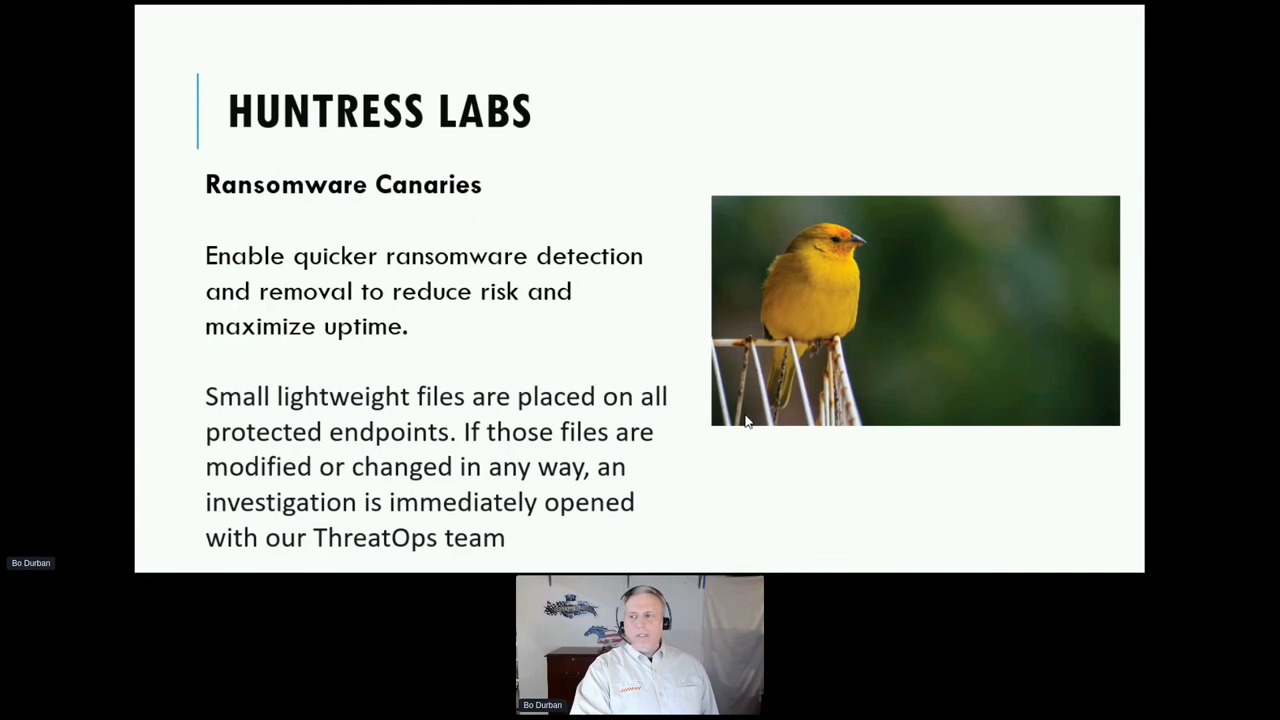 HUNTRESS LABS
Ransomware Canaries
Enable quicker ransomware detection
and removal to reduce risk and
maximize uptime.
Small lightweight files are placed on all
protected endpoints. If those files are
modified or changed in any way, an
investigation is immediately opened
with our ThreatOps team
Bo Durban
Bo Durban